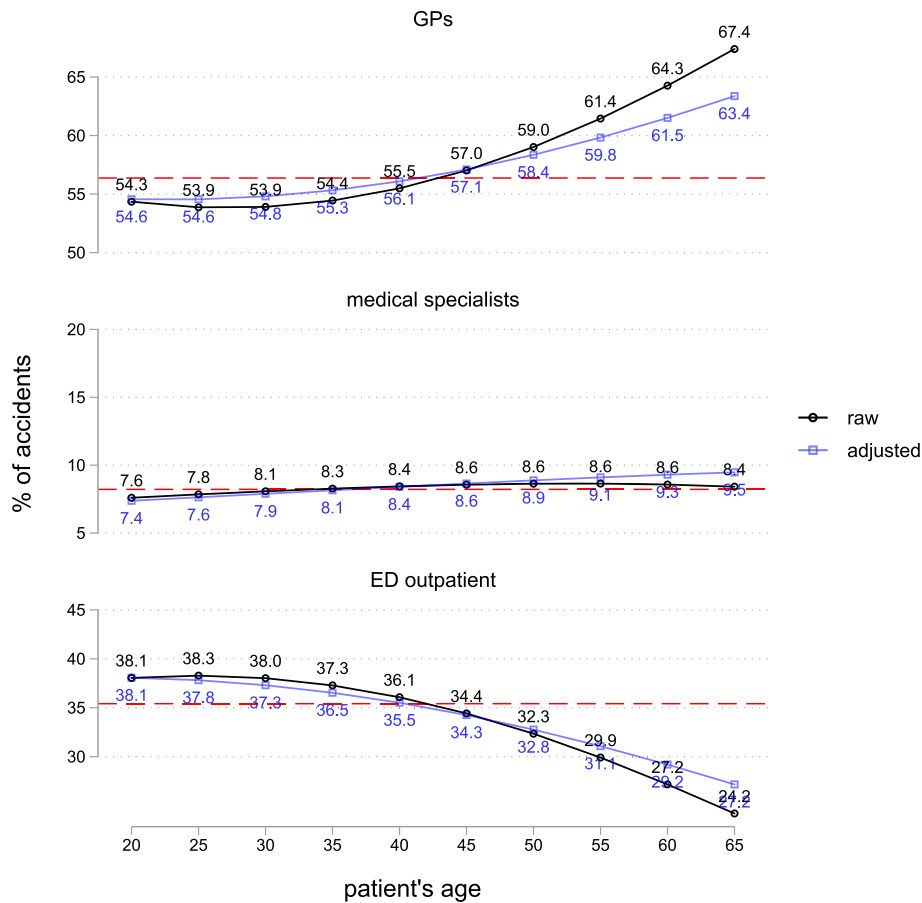 GPs
67.4
65
64.3
63.4
61.4
61.5
60
59.0
59.8
57.0
58.4
55.5
57.1
54.3 53.9 53.9 54.4
55
56.1
54.6 54.6 54.8 55.3
50
medical specialists
20
15
10
7.6 7.8 8.1 8.3 8.4 8.6 8.6 8.6 8.6 8.4
7.4 7.6 7.9 8.1 8.4 8.6 8.9 9.1 9.3 9.5
5
% of accidents
raw
adjusted
ED outpatient
45
40
38.1 38.3 38.0 37.3 36.1 34.4 32.3 29.9 27.2 24.2
38.1 37.8 37.3 36.5 35.5 34.3 32.8 31.1 29.2 27.2
35
30
20 25 30 35 40 45 50 55 60 65
patient's age